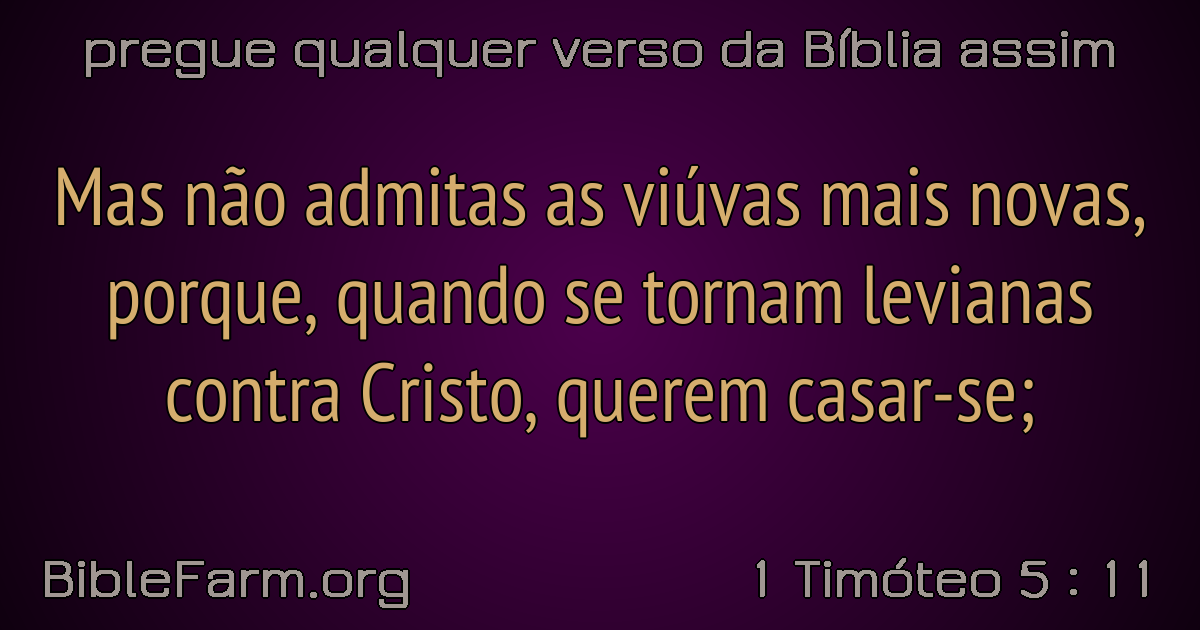 pregue qualquer verso da Bíblia assim
Mas não admitas as viúvas mais novas,
porque, quando se tornam levianas
contra Cristo, querem casar-se;
BibleFarm.org
1 Timóteo 5 : 11